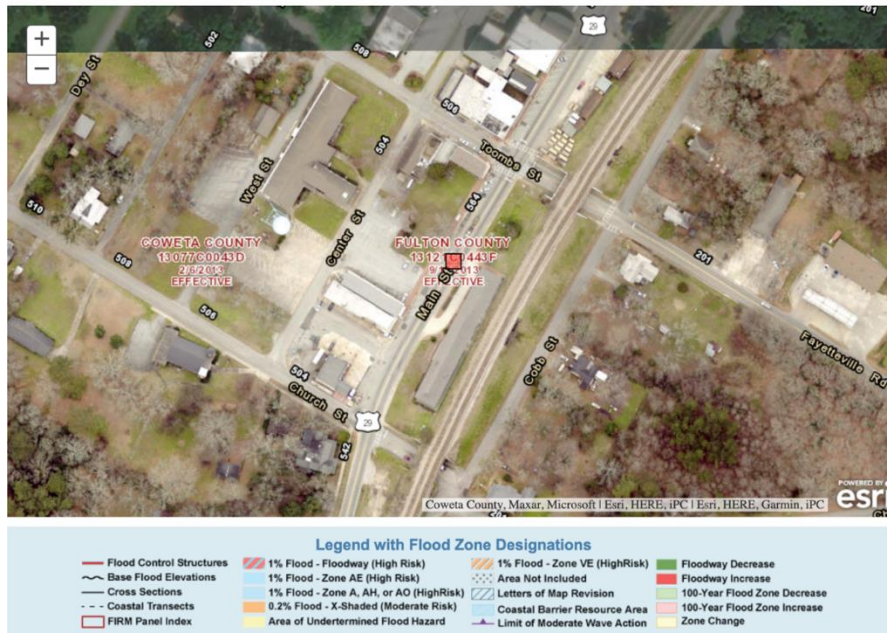 +
−
29
201
502
508
Day St
506
504
Toombs St
West St
564
510
Center St
COWETA COUNTY
13077C0043D
2/6/2013
EFFECTIVE
FULTON COUNTY
EFFECTIVE
508
201
Main St
506
Cobb St
Fayetteville Rd
504
Church St
29
542
POWERED BY
esri
Coweta County, Maxar, Microsoft | Esri, HERE, iPC | Esri, HERE, Garmin, iPC
Legend with Flood Zone Designations
Flood Control Structures
Base Flood Elevations
Cross Sections
Coastal Transects
FIRM Panel Index
1% Flood - Floodway (High Risk)
1% Flood - Zone AE (High Risk)
1% Flood - Zone A, AH, or AO (HighRisk)
0.2% Flood - X-Shaded (Moderate Risk)
Area of Undertermined Flood Hazard
1% Flood - Zone VE (HighRisk)
Area Not Included
Letters of Map Revision
Coastal Barrier Resource Area
Limit of Moderate Wave Action
Floodway Decrease
Floodway Increase
100-Year Flood Zone Decrease
100-Year Flood Zone Increase
Zone Change